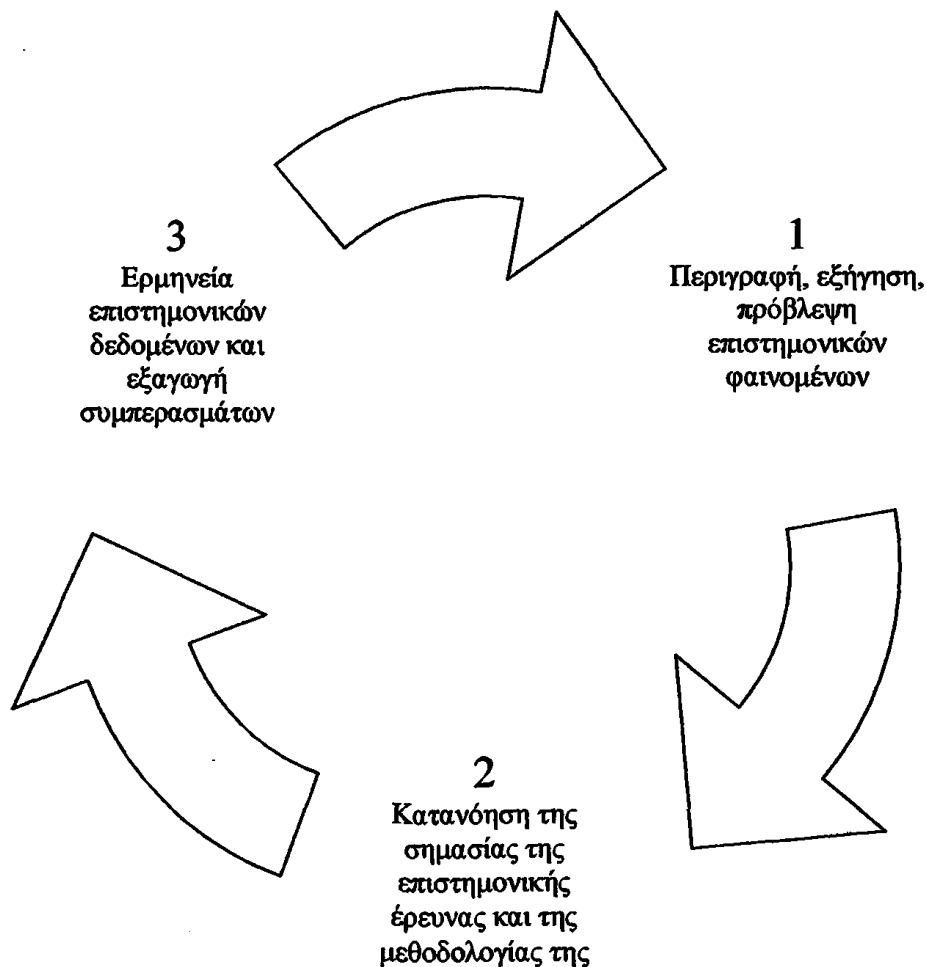 1
Περιγραφή, εξήγηση,
πρόβλεψη
επιστημονικών
φαινομένων
2
Κατανόηση της
σημασίας της
επιστημονικής
έρευνας και της
μεθοδολογίας της
3
Ερμηνεία
επιστημονικών
δεδομένων και
εξαγωγή
συμπερασμάτων